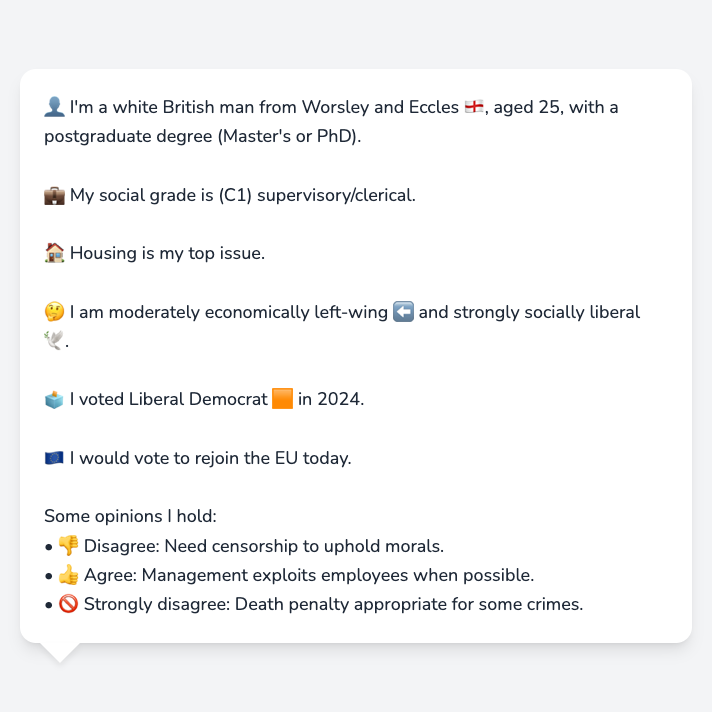 👤 I'm a white British man from Worsley and Eccles 🏴󠁧󠁢󠁥󠁮󠁧󠁿, aged 25, with a
postgraduate degree (Master's or PhD).
💼 My social grade is (C1) supervisory/clerical.
🏠 Housing is my top issue.
🤔 I am moderately economically left-wing ⬅️ and strongly socially liberal
🕊️.
🗳️ I voted Liberal Democrat 🟧 in 2024.
🇪🇺 I would vote to rejoin the EU today.
Some opinions I hold:
• 👎 Disagree: Need censorship to uphold morals.
• 👍 Agree: Management exploits employees when possible.
• 🚫 Strongly disagree: Death penalty appropriate for some crimes.